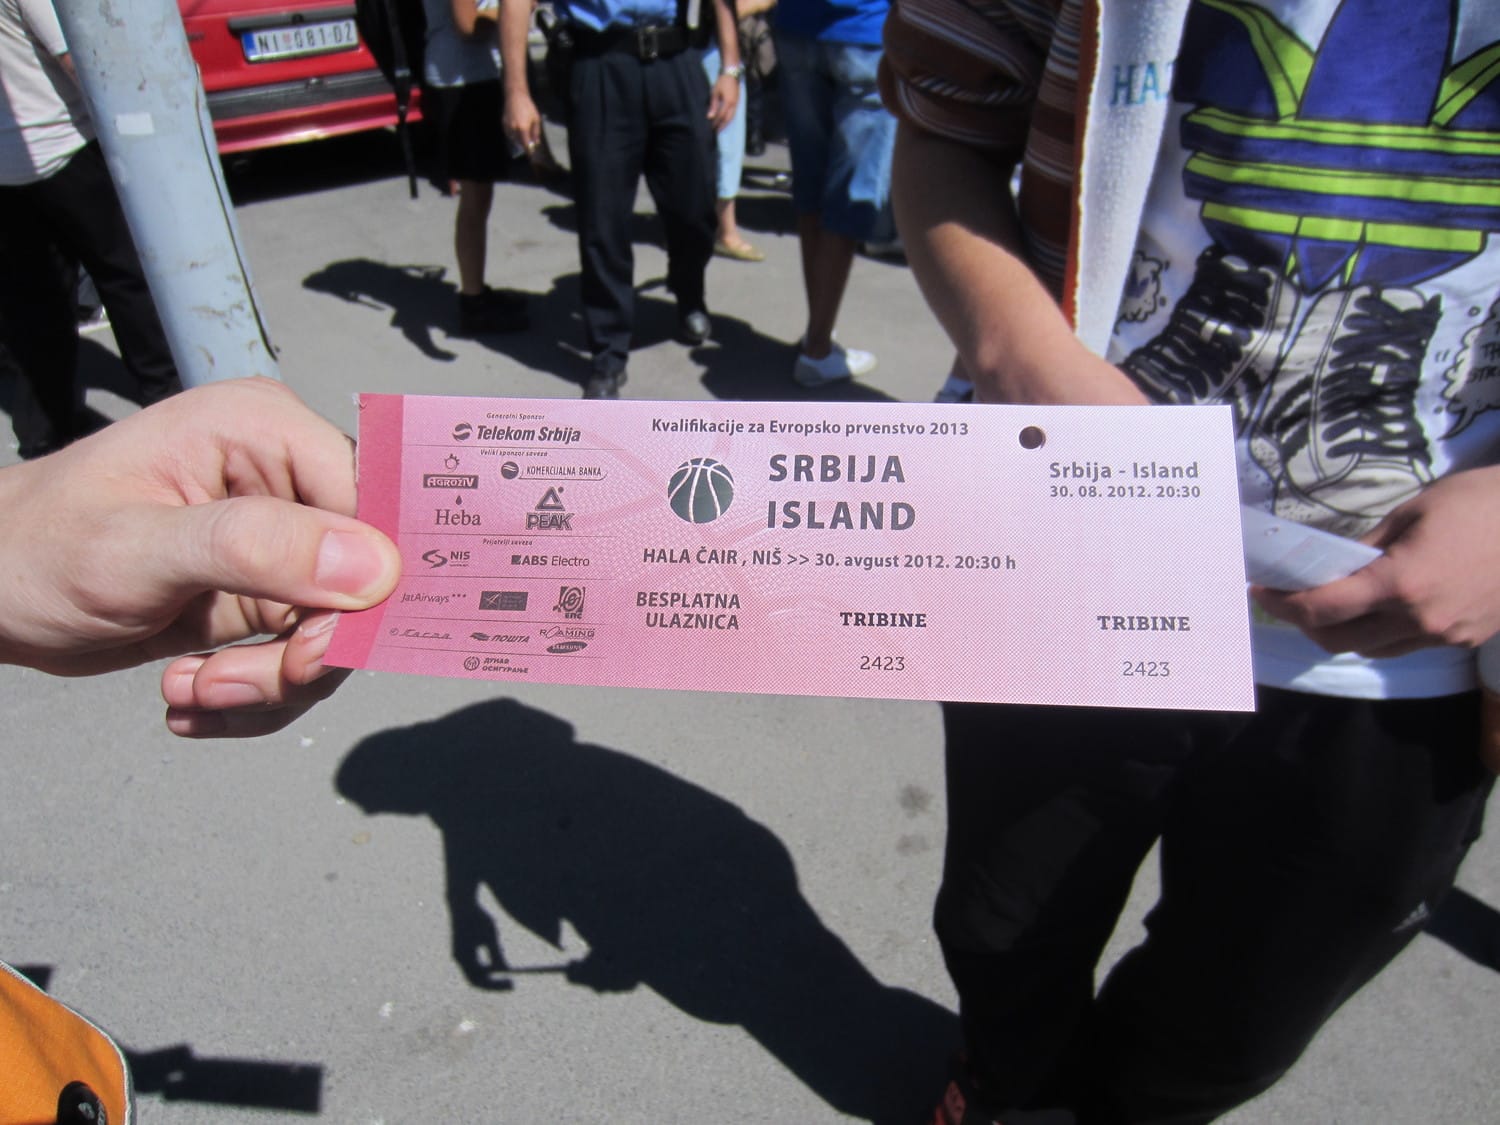 NI 081-DZ
HA
Generalni Sponzor
Telekom Srbija
Veliki sponzor saveza
AGROŽIV
KOMERCIJALNA BANKA
Heba
PEAK
Prijatelji saveza
NIS
ABS Electro
JatAirways
ENC
ПОШТА
ROAMING
SAMSUNG
ДУНАВ
ОСИГУРАЊЕ
Kvalifikacije za Evropsko prvenstvo 2013
SRBIJA
ISLAND
HALA ČAIR , NIŠ >> 30. avgust 2012. 20:30 h
BESPLATNA
ULAZNICA
TRIBINE
2423
Srbija - Island
30. 08. 2012. 20:30
TRIBINE
2423